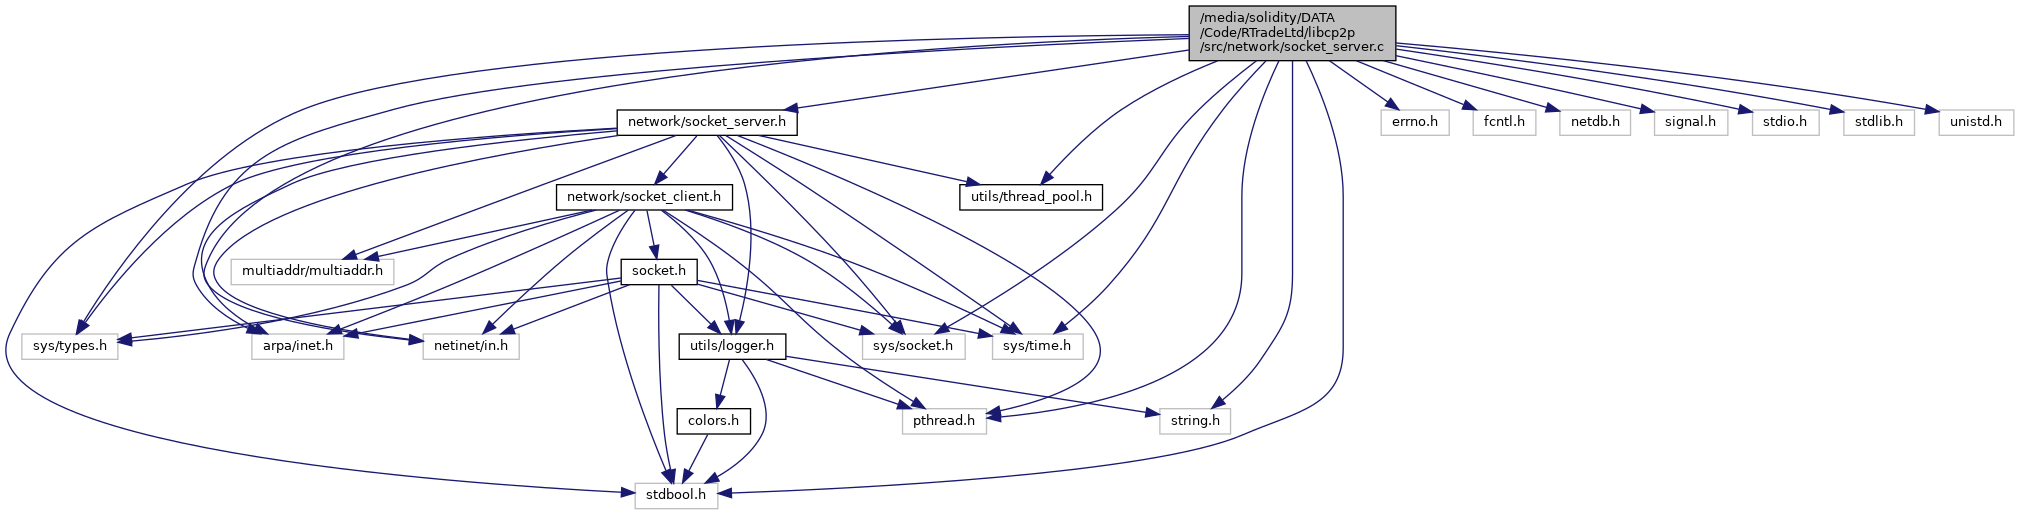 /media/solidity/DATA
/Code/RTradeLtd/libcp2p
/src/network/socket_server.c
network/socket_server.h
errno.h
fcntl.h
netdb.h
signal.h
stdio.h
stdlib.h
unistd.h
network/socket_client.h
utils/thread_pool.h
multiaddr/multiaddr.h
socket.h
sys/types.h
arpa/inet.h
netinet/in.h
utils/logger.h
sys/socket.h
sys/time.h
colors.h
pthread.h
string.h
stdbool.h